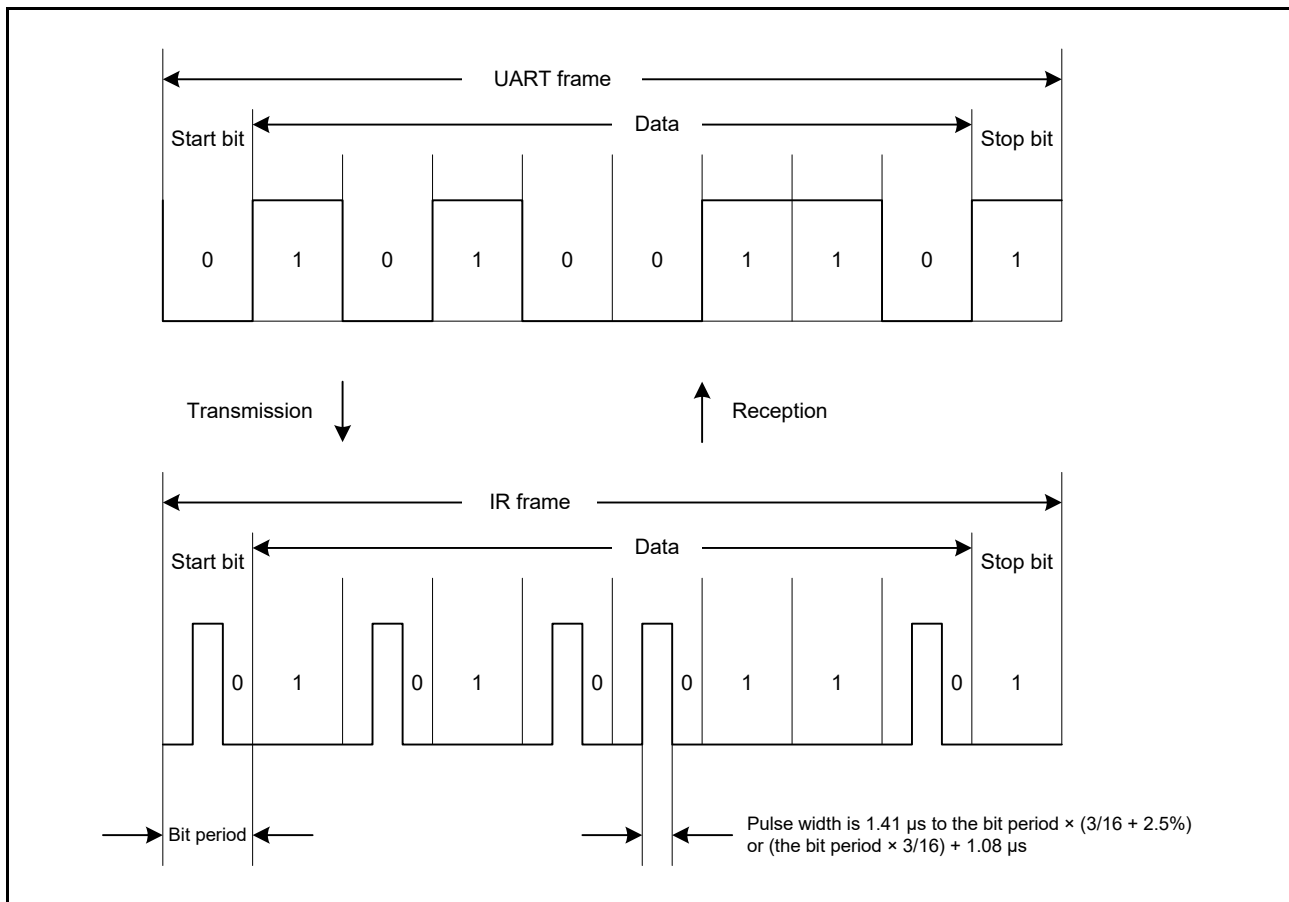 UART frame
Data
Start bit
Stop bit
0 1 0 1 0 0 1 1 0 1
Transmission
Reception
IR frame
Data
Start bit
Stop bit
0 1 0 1 0 0 1 1 0 1
Bit period
Pulse width is 1.41 µs to the bit period × (3/16 + 2.5%)
or (the bit period × 3/16) + 1.08 µs